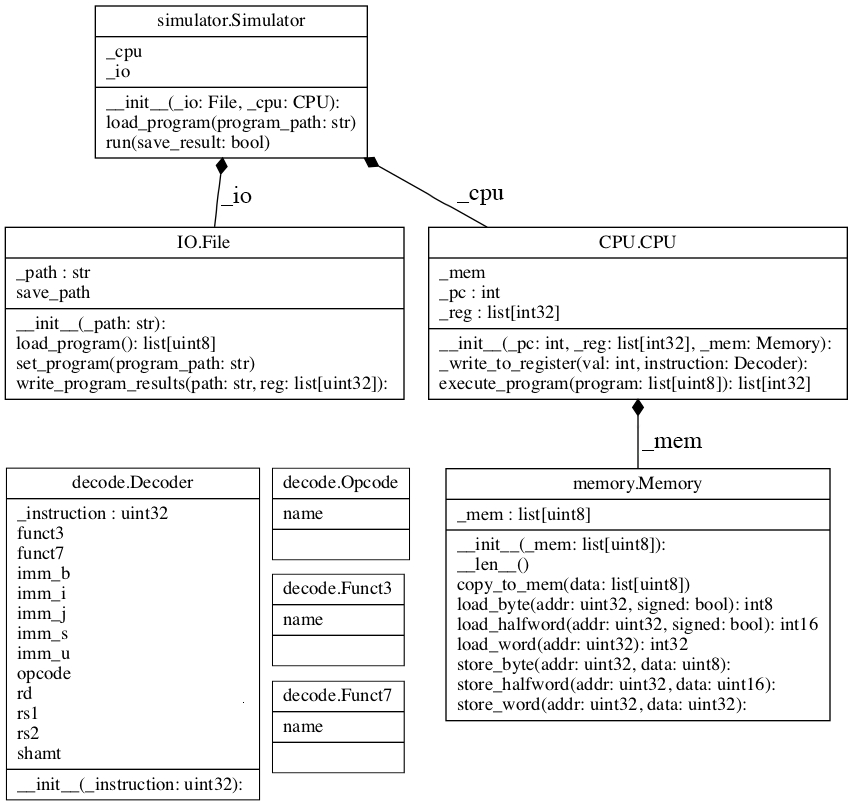 simulator.Simulator
_cpu
_io
__init__(_io: File, _cpu: CPU):
load_program(program_path: str)
run(save_result: bool)
_io
_cpu
IO.File
_path : str
save_path
__init__(_path: str):
load_program(): list[uint8]
set_program(program_path: str)
write_program_results(path: str, reg: list[uint32]):
CPU.CPU
_mem
_pc : int
_reg : list[int32]
__init__(_pc: int, _reg: list[int32], _mem: Memory):
_write_to_register(val: int, instruction: Decoder):
execute_program(program: list[uint8]): list[int32]
_mem
decode.Decoder
_instruction : uint32
funct3
funct7
imm_b
imm_i
imm_j
imm_s
imm_u
opcode
rd
rs1
rs2
shamt
__init__(_instruction: uint32):
decode.Opcode
name
decode.Funct3
name
decode.Funct7
name
memory.Memory
_mem : list[uint8]
__init__(_mem: list[uint8]):
__len__()
copy_to_mem(data: list[uint8])
load_byte(addr: uint32, signed: bool): int8
load_halfword(addr: uint32, signed: bool): int16
load_word(addr: uint32): int32
store_byte(addr: uint32, data: uint8):
store_halfword(addr: uint32, data: uint16):
store_word(addr: uint32, data: uint32):